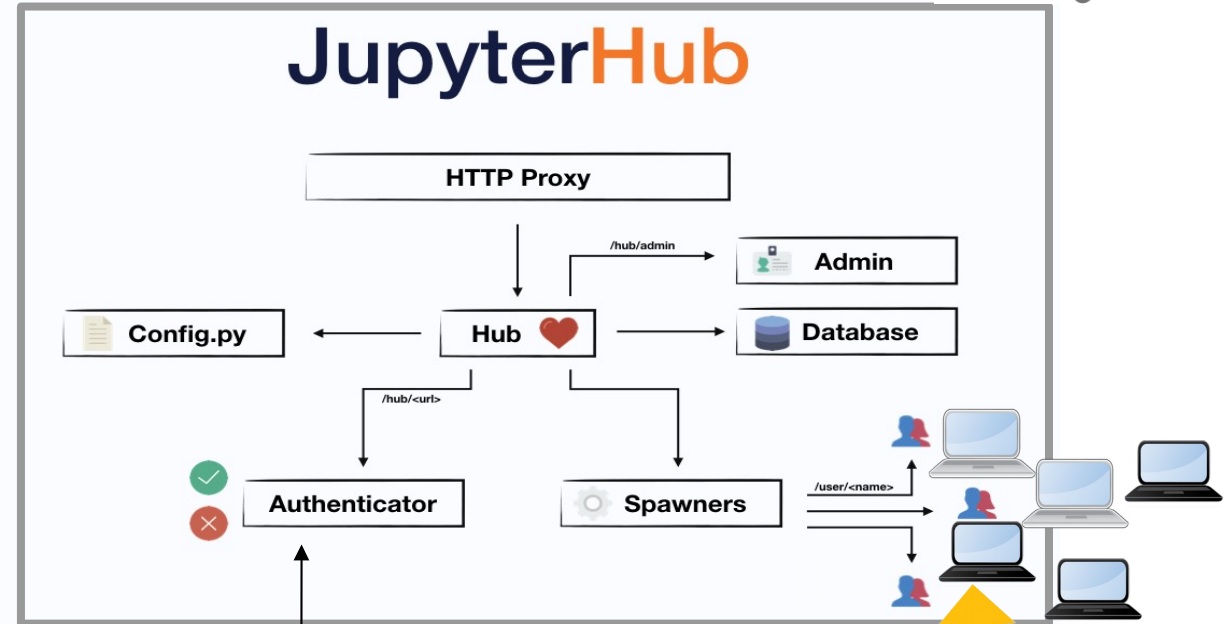 JupyterHub
HTTP Proxy
/hub/admin
Admin
Config.py
Hub
Database
/hub/<url>
Authenticator
Spawners
/user/<name>